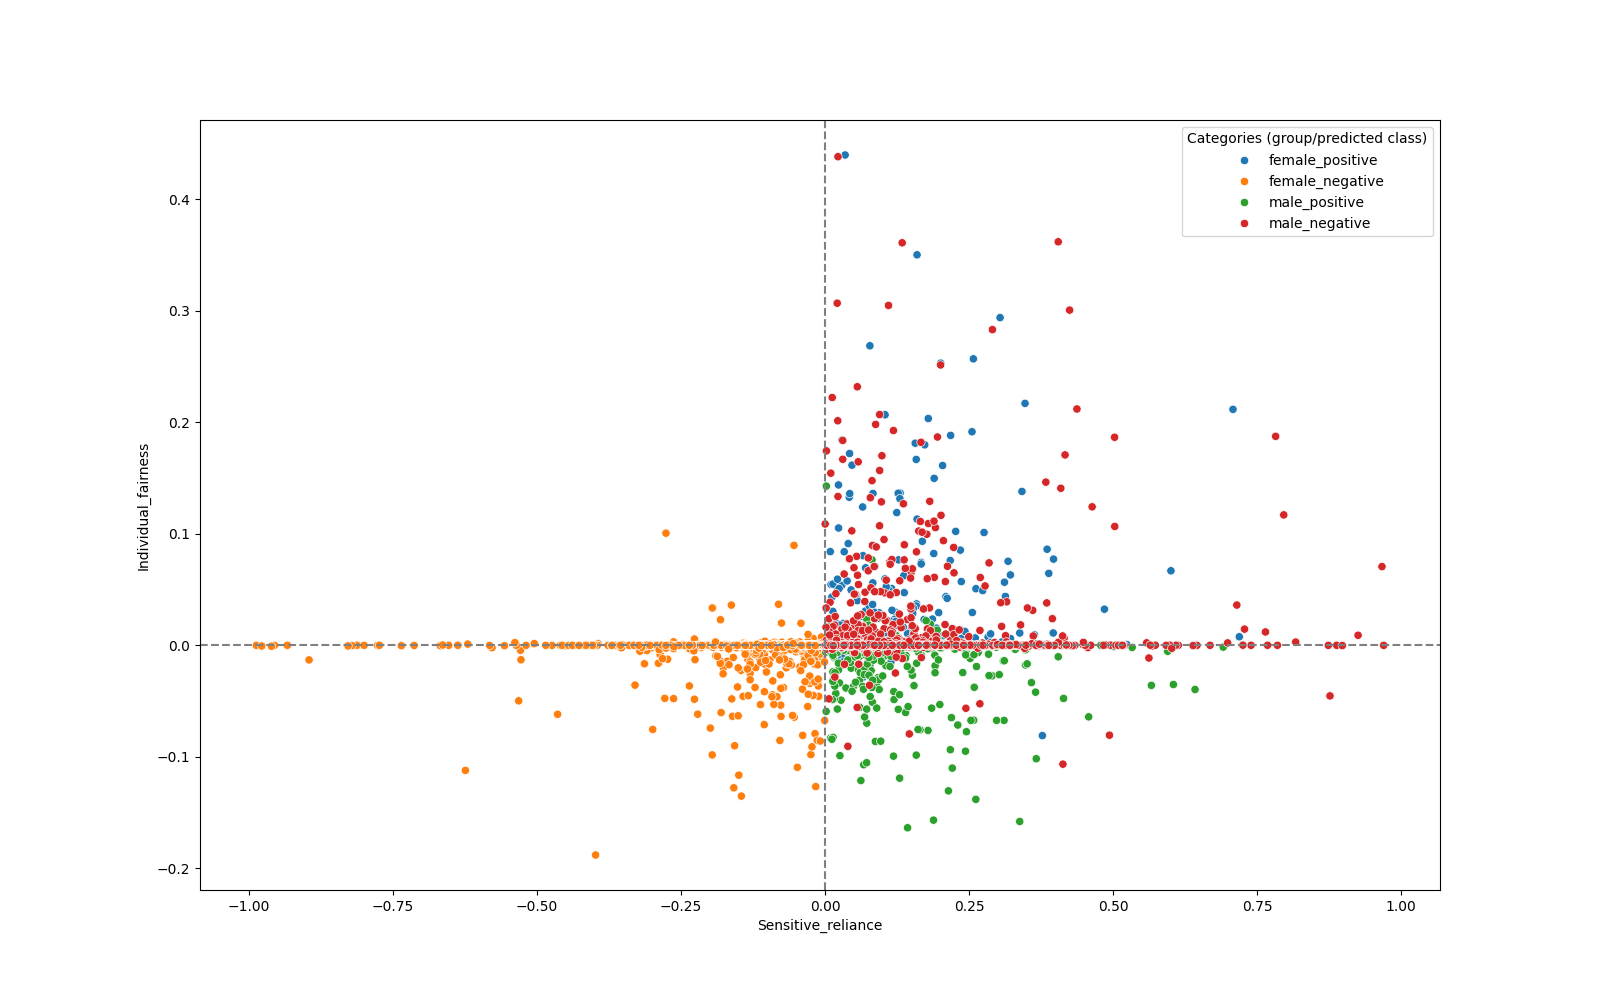 Categories (group/predicted class)
female_positive
female_negative
male_positive
male_negative
Individual_fairness
0.4
0.3
0.2
0.1
0.0
−0.1
−0.2
−1.00 −0.75 −0.50 −0.25 0.00 0.25 0.50 0.75 1.00
Sensitive_reliance